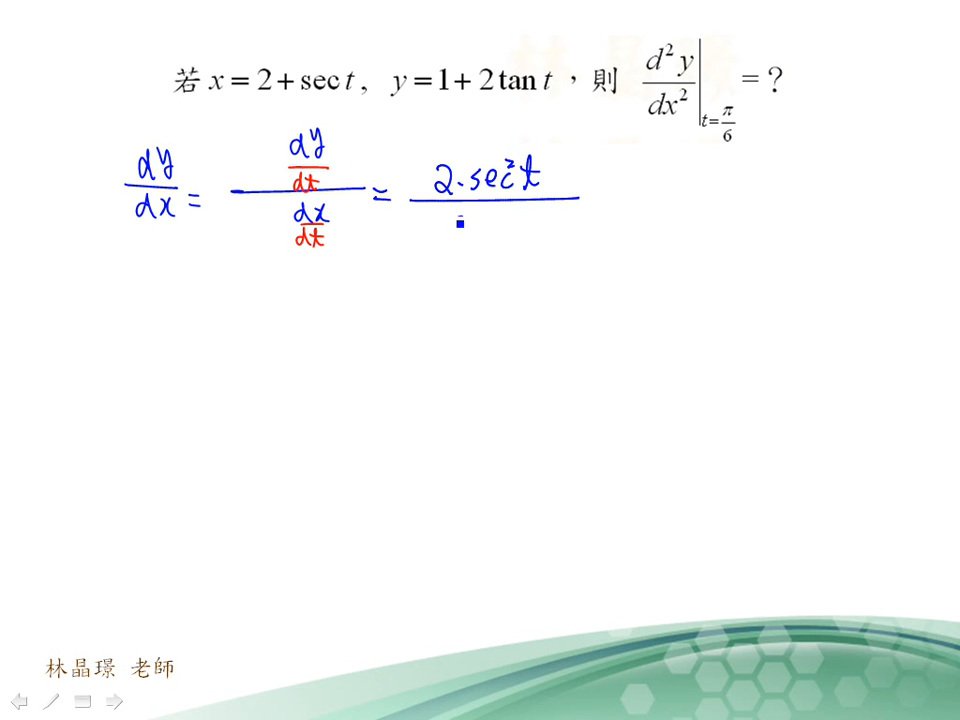 若 x = 2 + sec t ,  y = 1 + 2 tan t ，則 d²y/dx² |t=π/6 = ?
dy/dx = (dy/dt)/(dx/dt) = 2·sec²t
林晶璟 老師